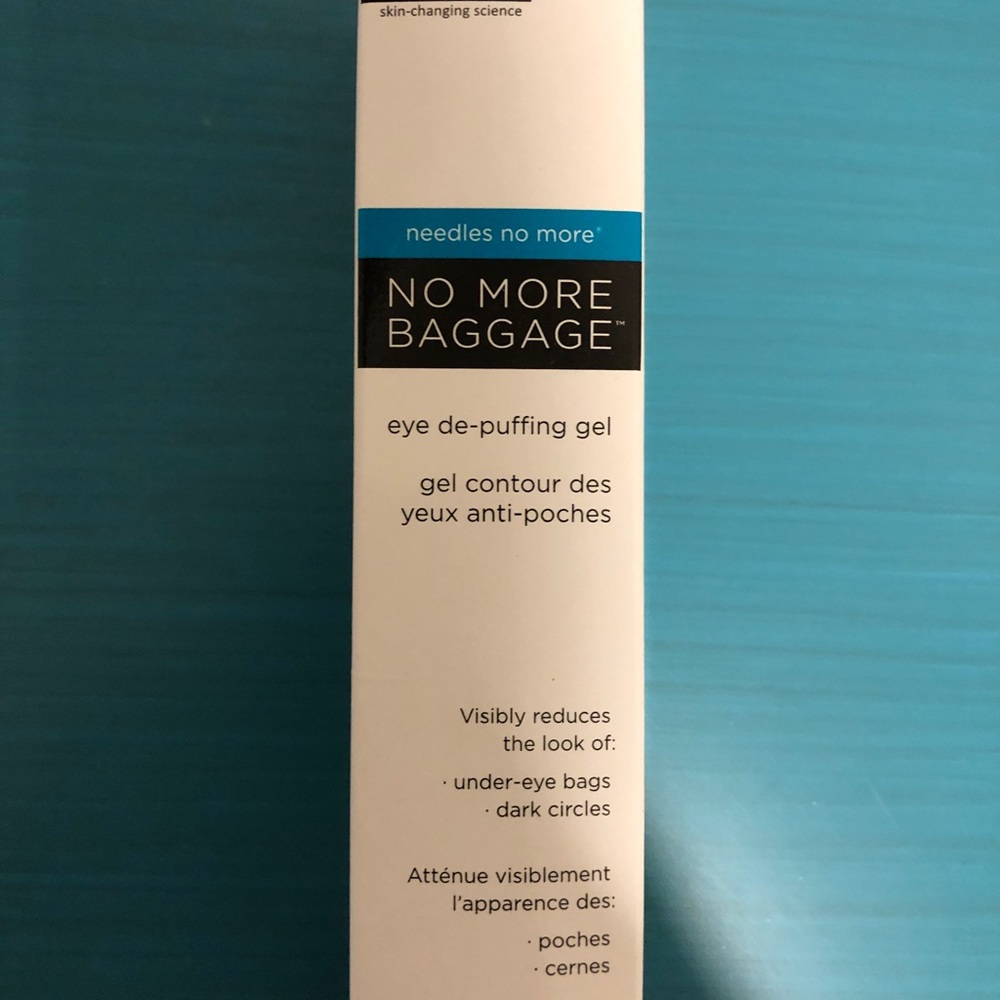 skin-changing science
needles no more®
NO MORE
BAGGAGE™
eye de-puffing gel
gel contour des
yeux anti-poches
Visibly reduces
the look of:
· under-eye bags
· dark circles
Atténue visiblement
l'apparence des:
· poches
· cernes